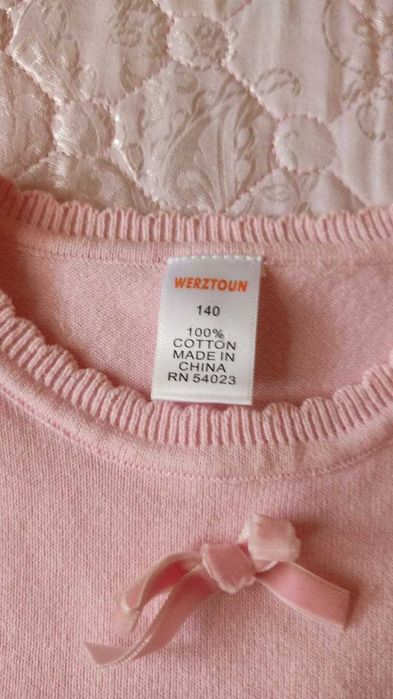 WERZTOUN
140
100%
COTTON
MADE IN
CHINA
RN 54023